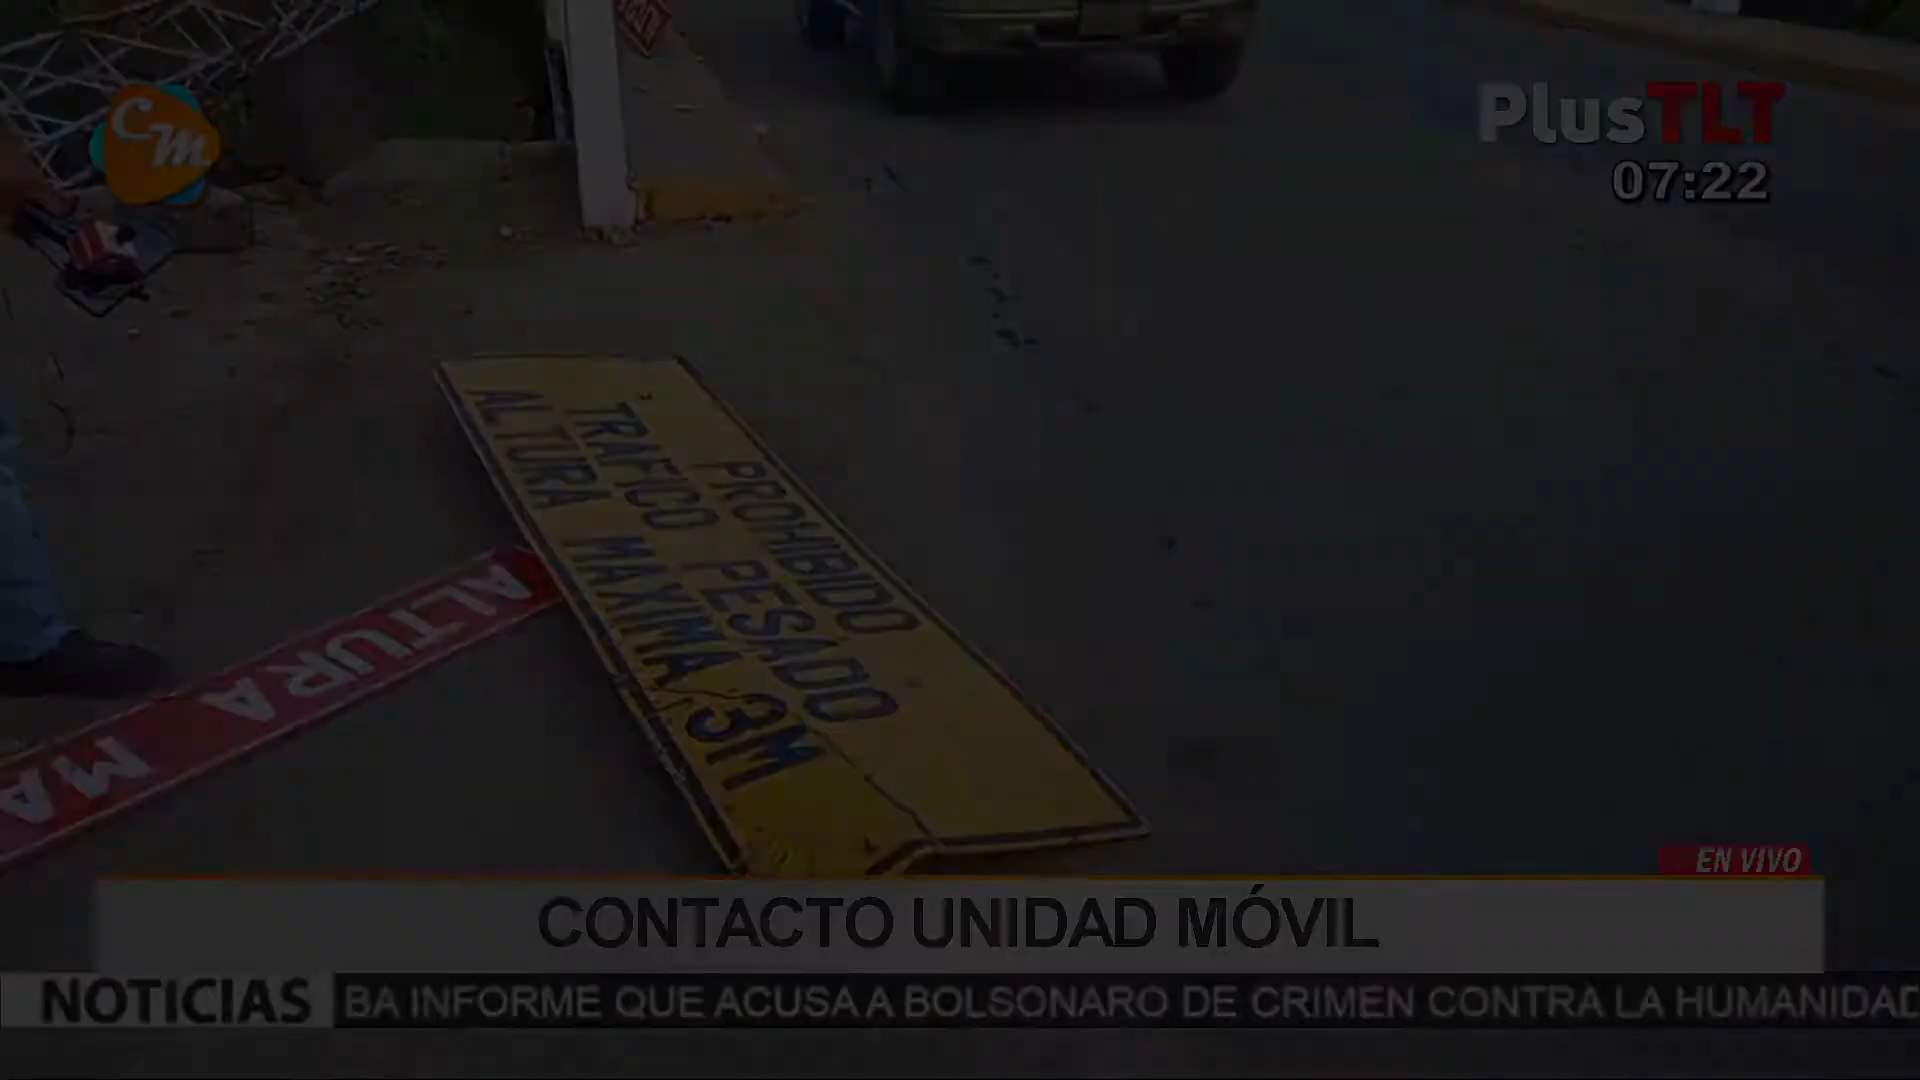 CM
PlusTLT
07:22
PROHIBIDO
TRAFICO PESADO
ALTURA MAXIMA 3M
ALTURA MA
EN VIVO
CONTACTO UNIDAD MÓVIL
NOTICIAS
BA INFORME QUE ACUSA A BOLSONARO DE CRIMEN CONTRA LA HUMANIDAD